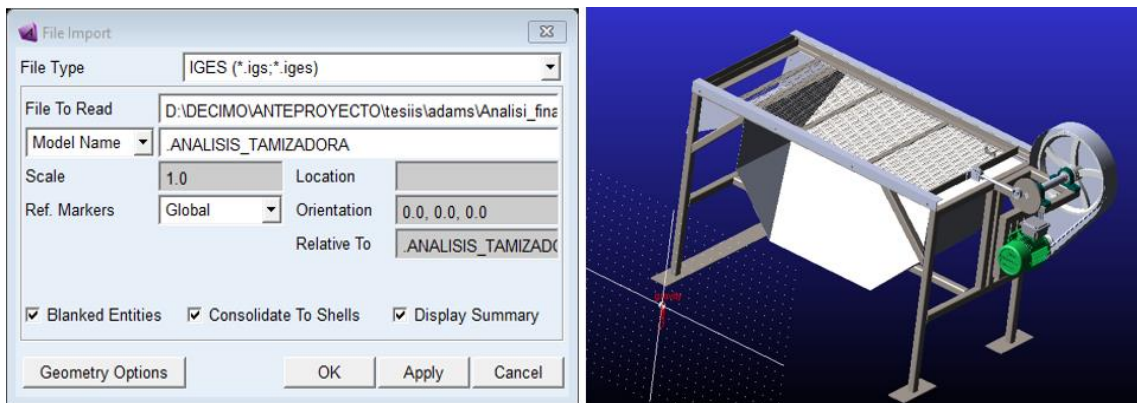 File Import
File Type IGES (*.igs;*.iges)
File To Read D:\DECIMO\ANTEPROYECTO\tesiis\adams\Analisi_fina
Model Name .ANALISIS_TAMIZADORA
Scale 1.0 Location
Ref. Markers Global Orientation 0.0, 0.0, 0.0
Relative To .ANALISIS_TAMIZADO
Blanked Entities Consolidate To Shells Display Summary
Geometry Options OK Apply Cancel